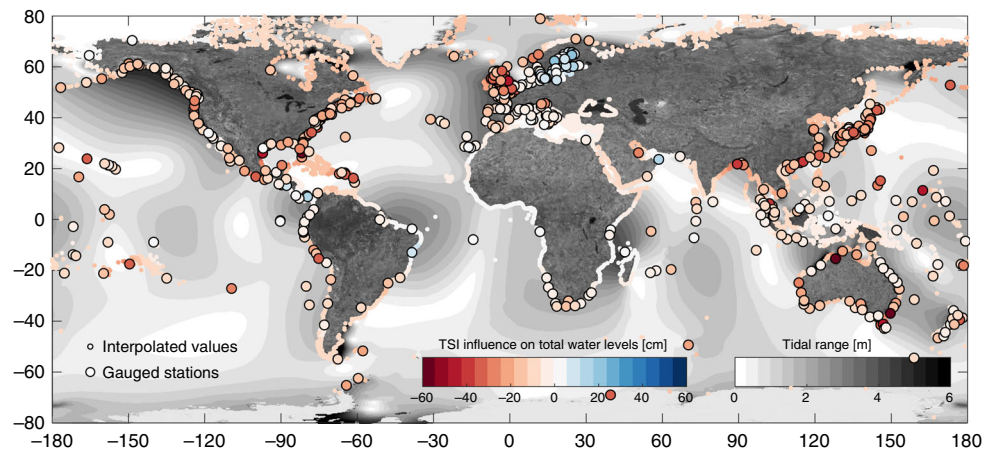 80
60
40
20
0
−20
−40
−60
−80
Interpolated values
Gauged stations
TSI influence on total water levels [cm]
−60 −40 −20 0 20 40 60
Tidal range [m]
0 2 4 6
−180 −150 −120 −90 −60 −30 0 30 60 90 120 150 180